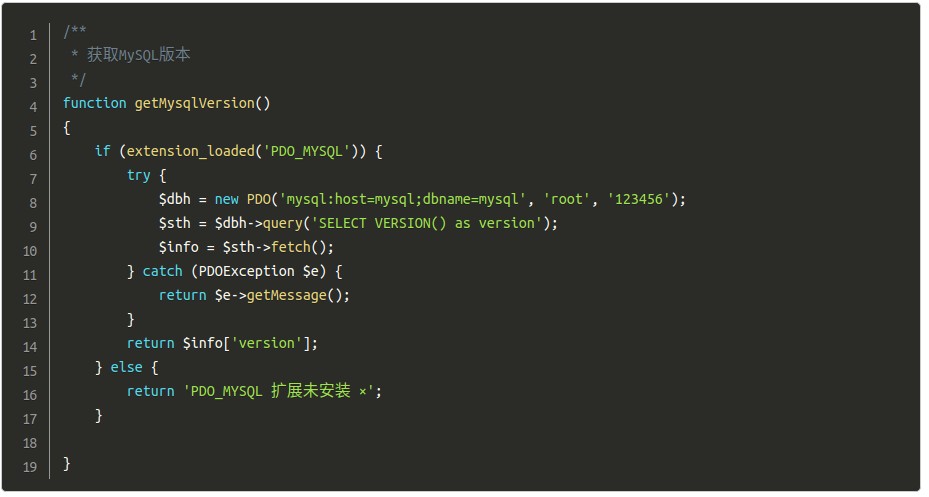 1 /**
2  * 获取MySQL版本
3  */
4 function getMysqlVersion()
5 {
6     if (extension_loaded('PDO_MYSQL')) {
7         try {
8             $dbh = new PDO('mysql:host=mysql;dbname=mysql', 'root', '123456');
9             $sth = $dbh->query('SELECT VERSION() as version');
10             $info = $sth->fetch();
11         } catch (PDOException $e) {
12             return $e->getMessage();
13         }
14         return $info['version'];
15     } else {
16         return 'PDO_MYSQL 扩展未安装 ×';
17     }
18
19 }